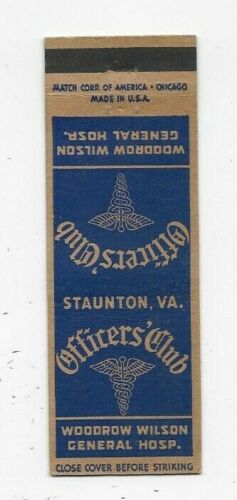 MATCH CORP. OF AMERICA • CHICAGO
MADE IN U.S.A.
WOODROW WILSON
GENERAL HOSP.
Officers' Club
STAUNTON, VA.
Officers' Club
WOODROW WILSON
GENERAL HOSP.
CLOSE COVER BEFORE STRIKING